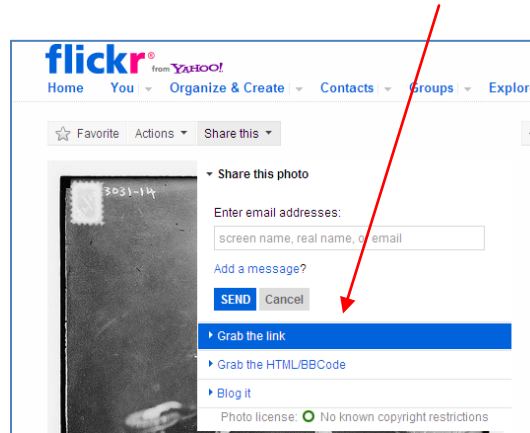 flickr® from YAHOO!
Home You Organize & Create Contacts Groups Explor
Favorite Actions Share this
3031-14
Share this photo
Enter email addresses:
screen name, real name, or email
Add a message?
SEND Cancel
Grab the link
Grab the HTML/BBCode
Blog it
Photo license: No known copyright restrictions